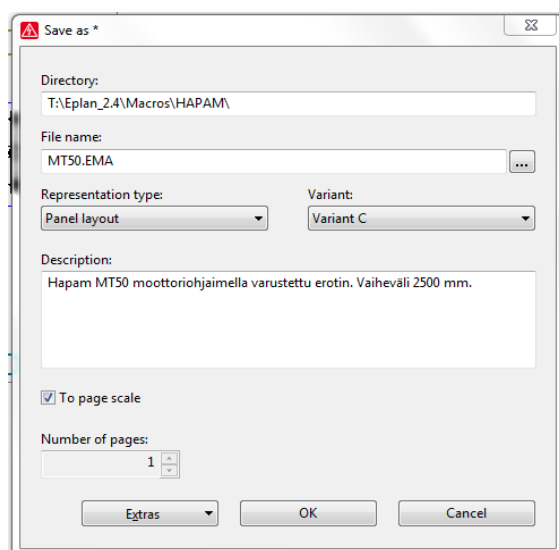 Save as *
Directory:
T:\Eplan_2.4\Macros\HAPAM\
File name:
MT50.EMA
...
Representation type:
Variant:
Panel layout
Variant C
Description:
Hapam MT50 moottoriohjaimella varustettu erotin. Vaiheväli 2500 mm.
To page scale
Number of pages:
1
Extras
OK
Cancel